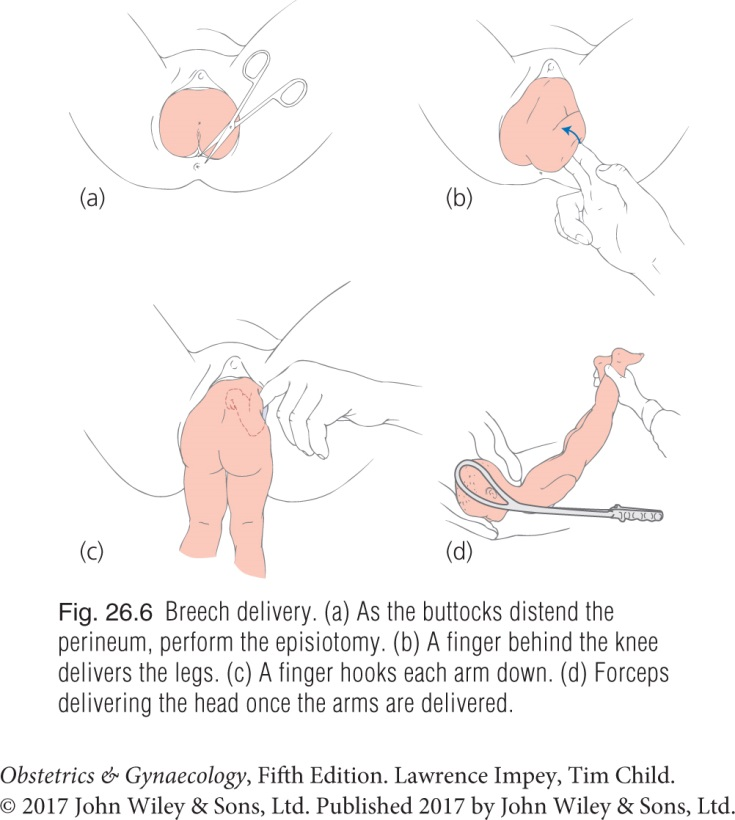 (a)
(b)
(c)
(d)
Fig. 26.6 Breech delivery. (a) As the buttocks distend the
perineum, perform the episiotomy. (b) A finger behind the knee
delivers the legs. (c) A finger hooks each arm down. (d) Forceps
delivering the head once the arms are delivered.
Obstetrics & Gynaecology, Fifth Edition. Lawrence Impey, Tim Child.
© 2017 John Wiley & Sons, Ltd. Published 2017 by John Wiley & Sons, Ltd.